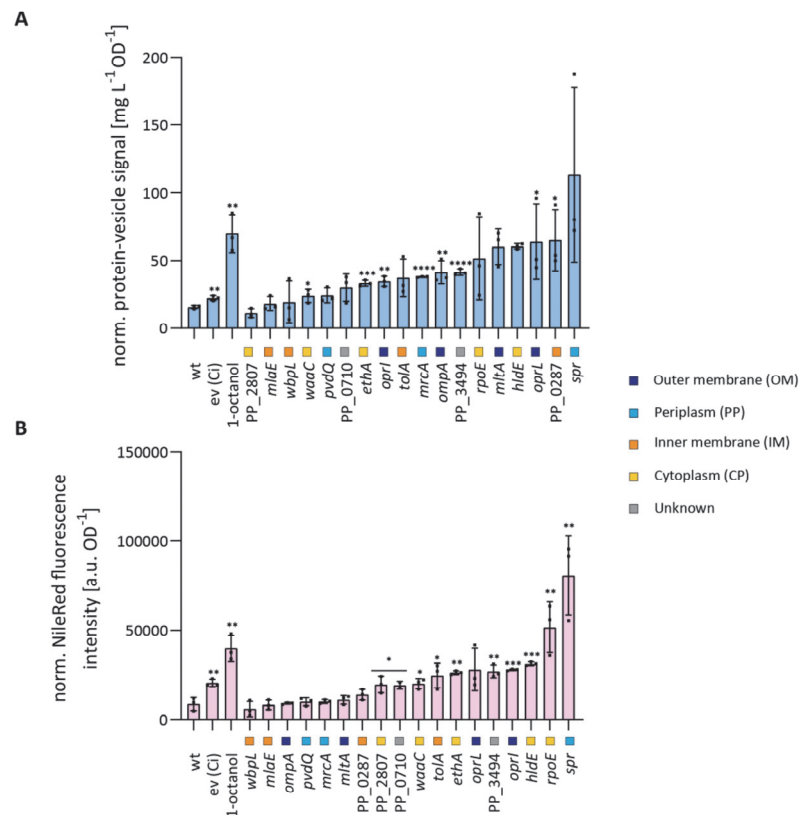 A
norm. protein-vesicle signal [mg L⁻¹ OD⁻¹]
200
150
100
50
0
** ** * *** ** **** ** **** * *
wt ev (Ci) 1-octanol PP_2807 mlaE wbpL waaC pvdQ PP_0710 ethA oprI tolA mrcA ompA PP_3494 rpoE mltA hldE oprL PP_0287 spr
Outer membrane (OM)
Periplasm (PP)
Inner membrane (IM)
Cytoplasm (CP)
Unknown
B
norm. NileRed fluorescence
intensity [a.u. OD⁻¹]
150000
100000
50000
0
** ** * * * ** ** *** *** ** **
wt ev (Ci) 1-octanol wbpL mlaE ompA pvdQ mrcA mltA PP_0287 PP_2807 PP_0710 waaC tolA ethA oprL PP_3494 oprI hldE rpoE spr